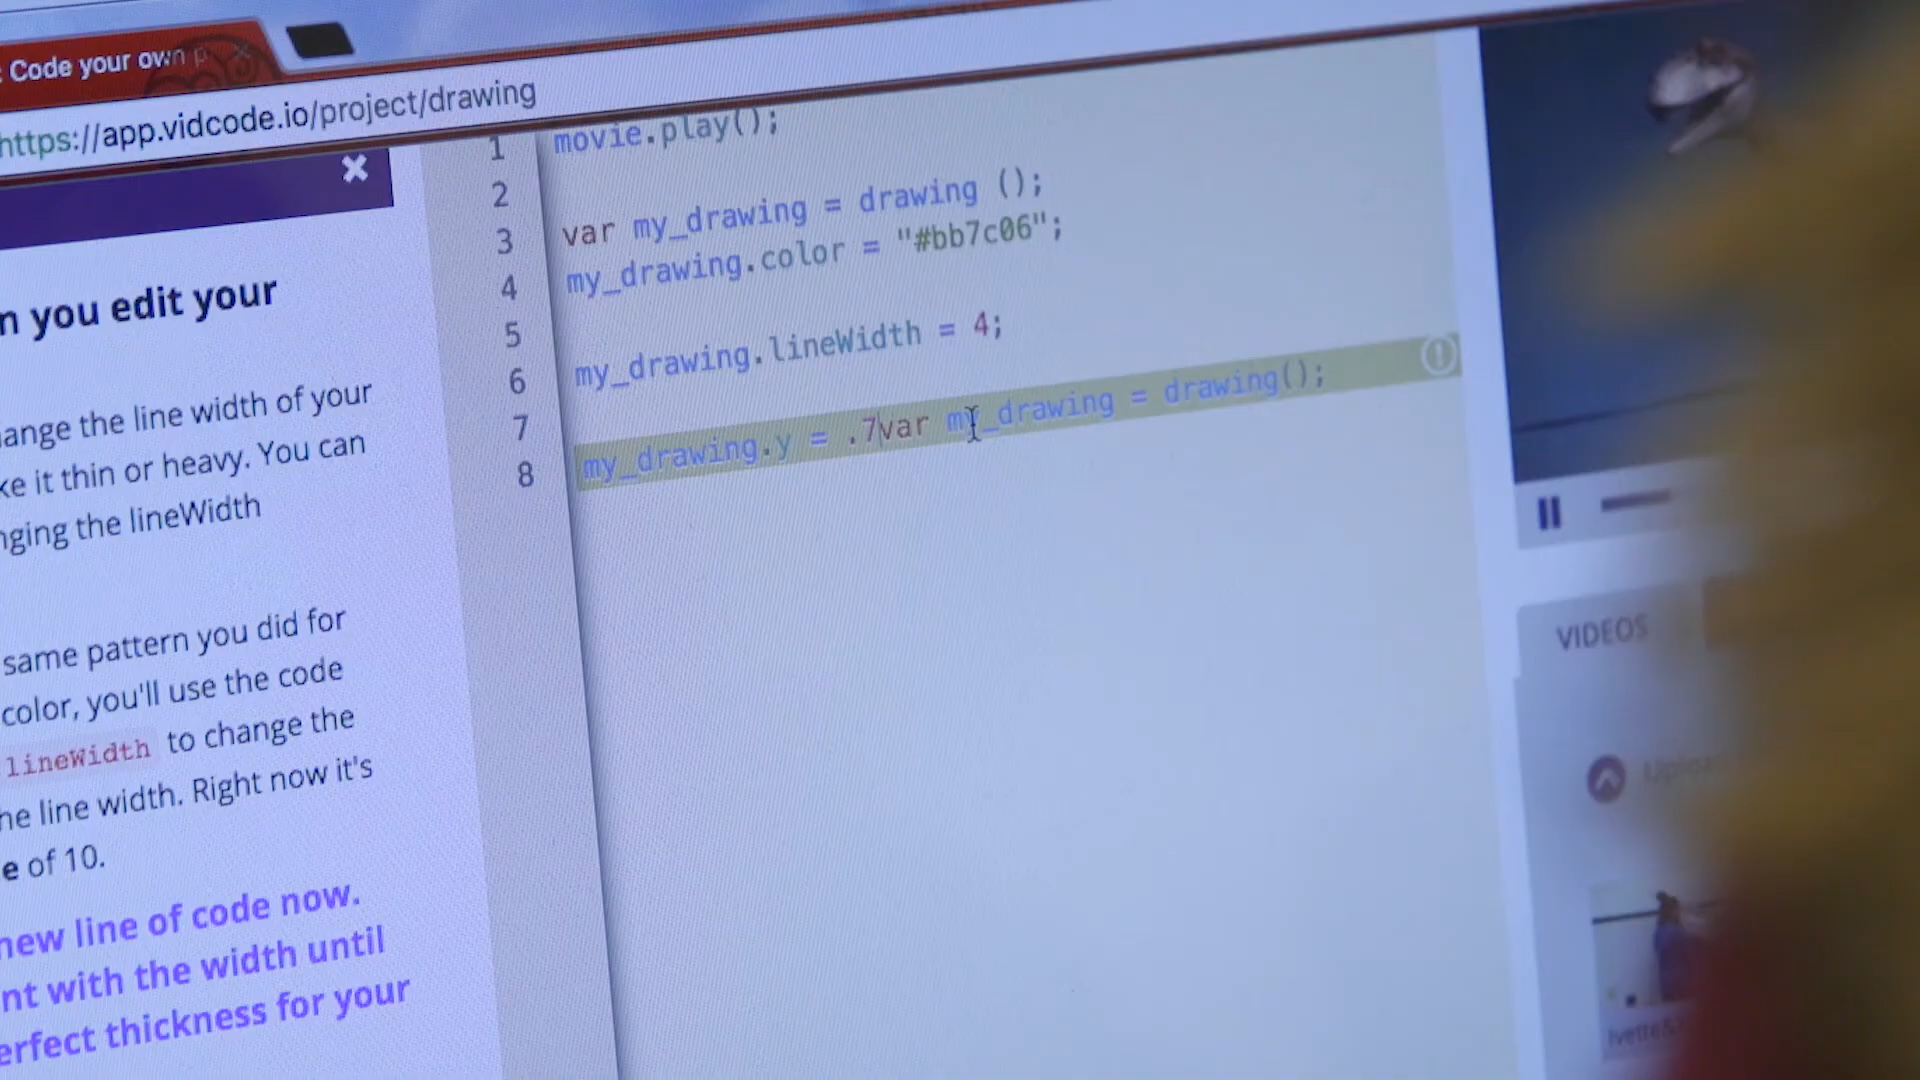 Code your own p
https://app.vidcode.io/project/drawing
n you edit your
ange the line width of your
ke it thin or heavy. You can
nging the lineWidth
same pattern you did for
color, you'll use the code
lineWidth to change the
he line width. Right now it's
e of 10.
new line of code now.
nt with the width until
erfect thickness for your
1 movie.play();
2
3 var my_drawing = drawing ();
4 my_drawing.color = "#bb7c06";
5
6 my_drawing.lineWidth = 4;
7
8 my_drawing.y = .7var my_drawing = drawing();
VIDEOS